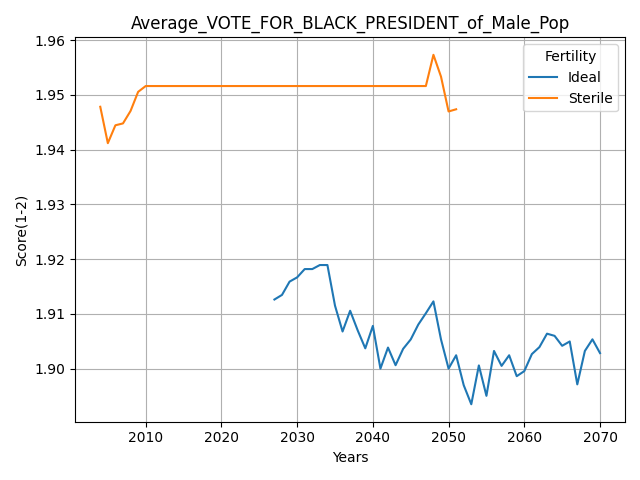 Average_VOTE_FOR_BLACK_PRESIDENT_of_Male_Pop
Fertility
Ideal
Sterile
Score(1-2)
1.96
1.95
1.94
1.93
1.92
1.91
1.90
2010 2020 2030 2040 2050 2060 2070
Years